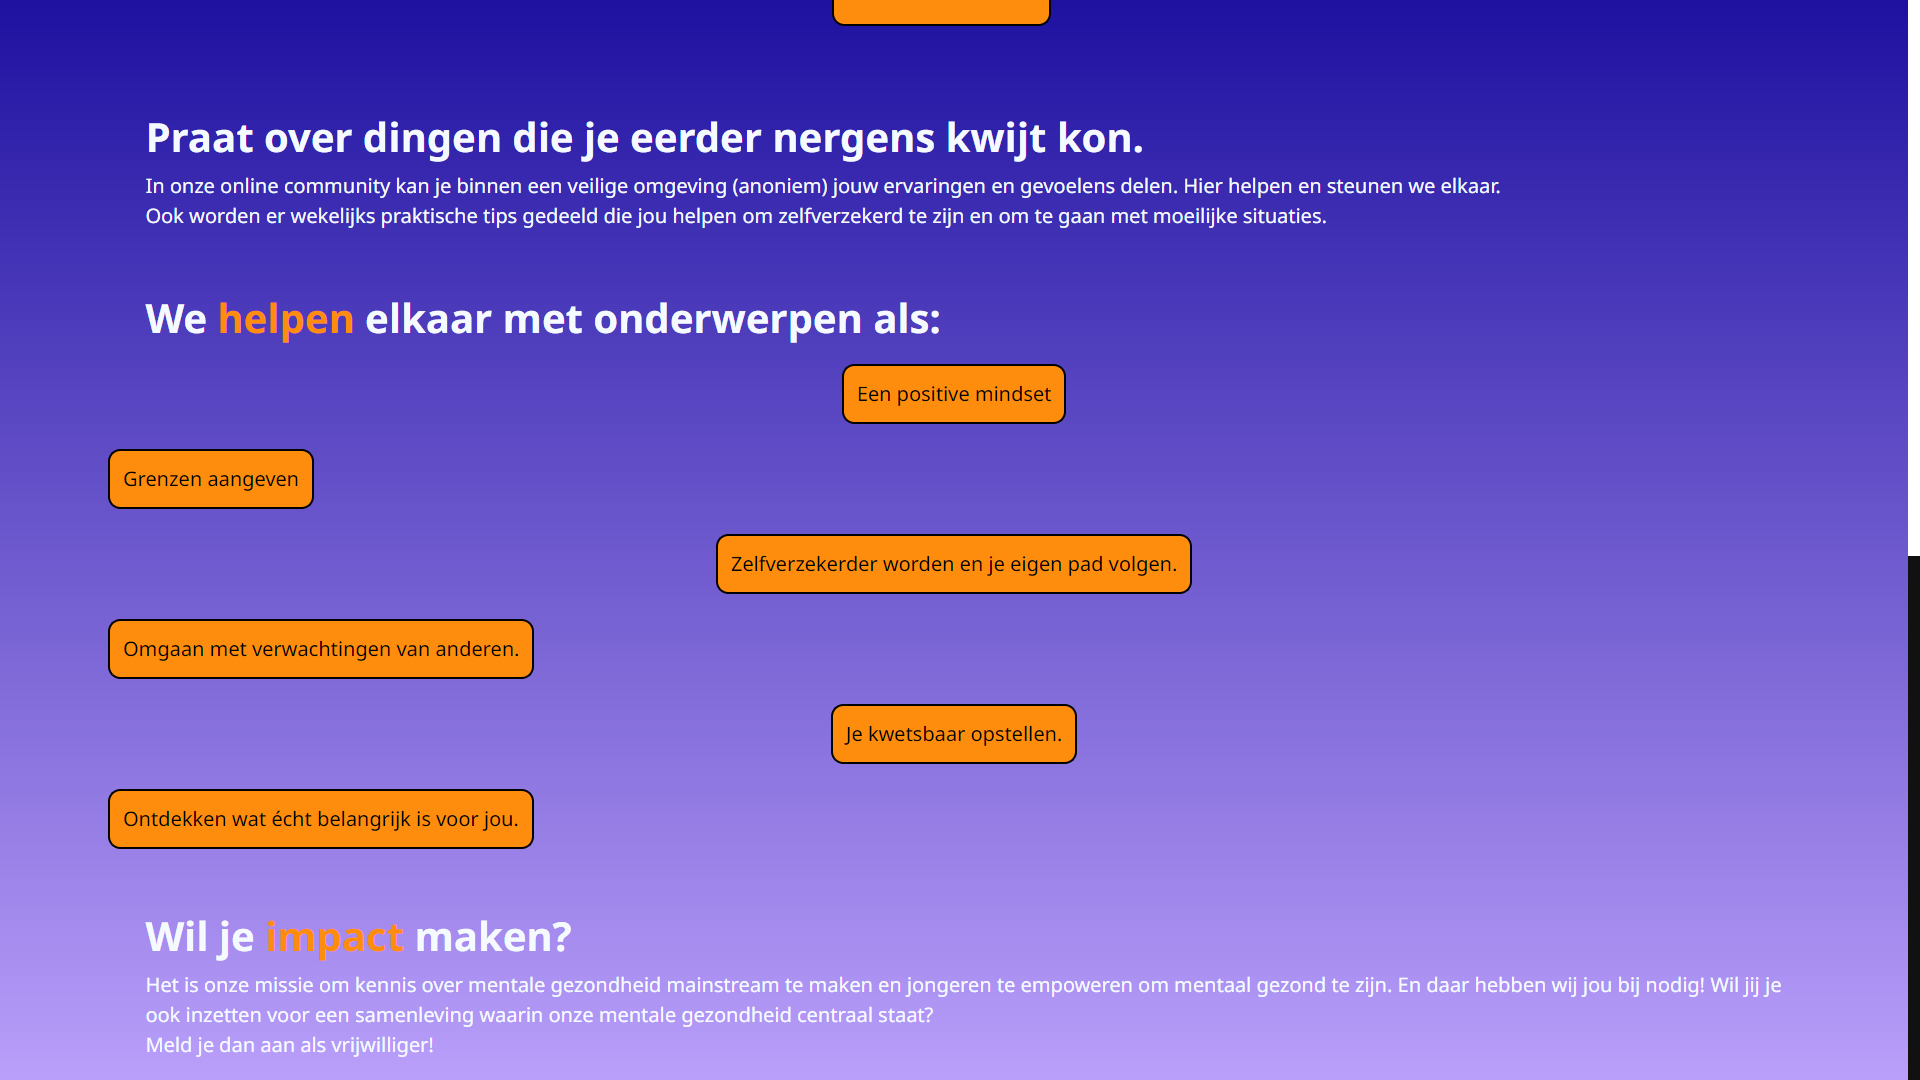 Praat over dingen die je eerder nergens kwijt kon.
In onze online community kan je binnen een veilige omgeving (anoniem) jouw ervaringen en gevoelens delen. Hier helpen en steunen we elkaar.
Ook worden er wekelijks praktische tips gedeeld die jou helpen om zelfverzekerd te zijn en om te gaan met moeilijke situaties.
We helpen elkaar met onderwerpen als:
Een positive mindset
Grenzen aangeven
Zelfverzekerder worden en je eigen pad volgen.
Omgaan met verwachtingen van anderen.
Je kwetsbaar opstellen.
Ontdekken wat écht belangrijk is voor jou.
Wil je impact maken?
Het is onze missie om kennis over mentale gezondheid mainstream te maken en jongeren te empoweren om mentaal gezond te zijn. En daar hebben wij jou bij nodig! Wil jij je
ook inzetten voor een samenleving waarin onze mentale gezondheid centraal staat?
Meld je dan aan als vrijwilliger!